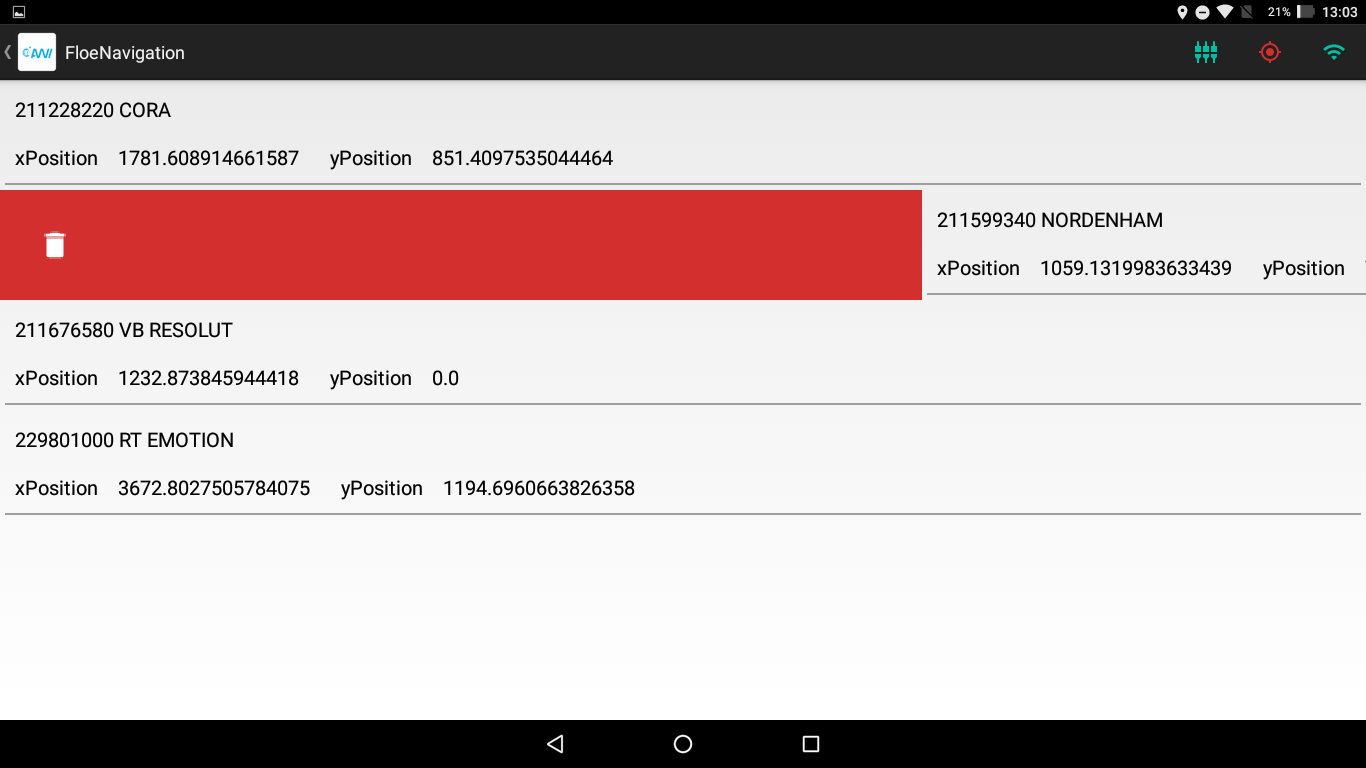 21% 13:03
AWI FloeNavigation
211228220 CORA
xPosition 1781.608914661587 yPosition 851.4097535044464
211599340 NORDENHAM
xPosition 1059.1319983633439 yPosition
211676580 VB RESOLUT
xPosition 1232.873845944418 yPosition 0.0
229801000 RT EMOTION
xPosition 3672.8027505784075 yPosition 1194.6960663826358